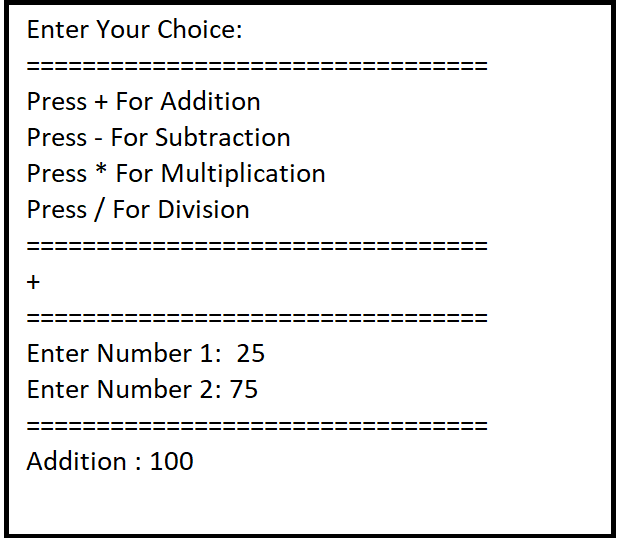 Enter Your Choice:
=================================
Press + For Addition
Press - For Subtraction
Press * For Multiplication
Press / For Division
=================================
+
=================================
Enter Number 1:  25
Enter Number 2: 75
=================================
Addition : 100